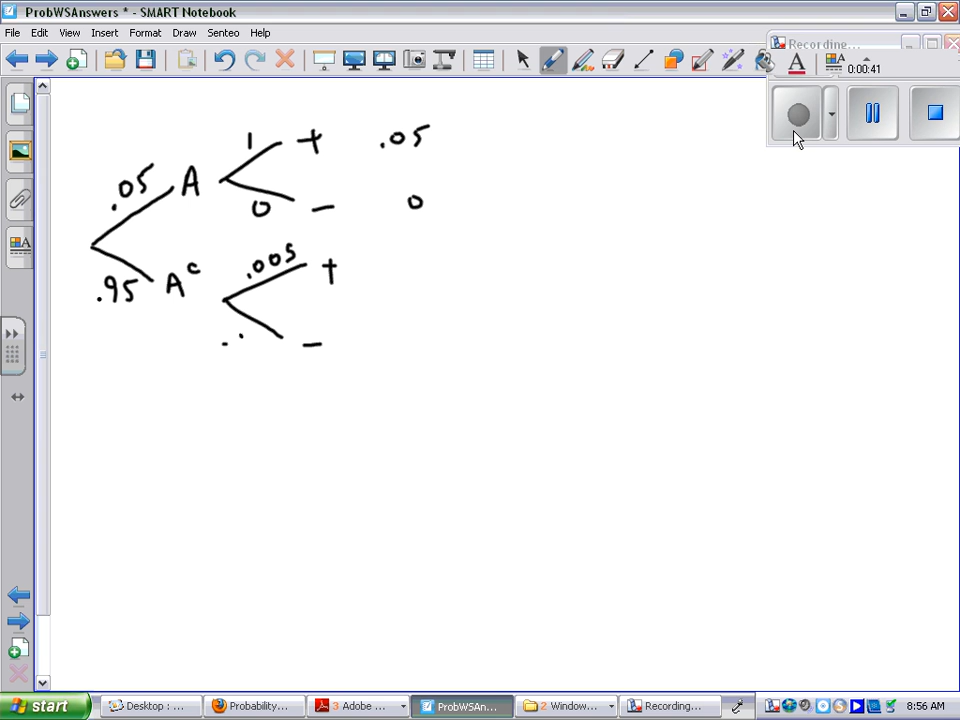 ProbWSAnswers * - SMART Notebook
File Edit View Insert Format Draw Senteo Help
Recording...
0:00:41
1 + .05
.05 A
0 - 0
.005 +
.95 A^c
-
start Desktop : ... Probability... 3 Adobe ... ProbWSAn... 2 Window... Recording... 8:56 AM